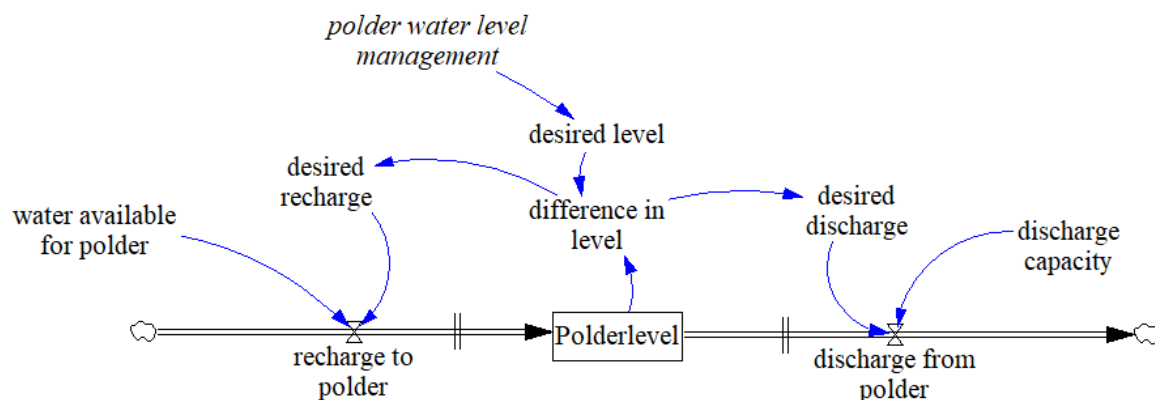 polder water level
management
desired level
desired
recharge
difference in
level
desired
discharge
water available
for polder
discharge
capacity
Polderlevel
recharge to
polder
discharge from
polder